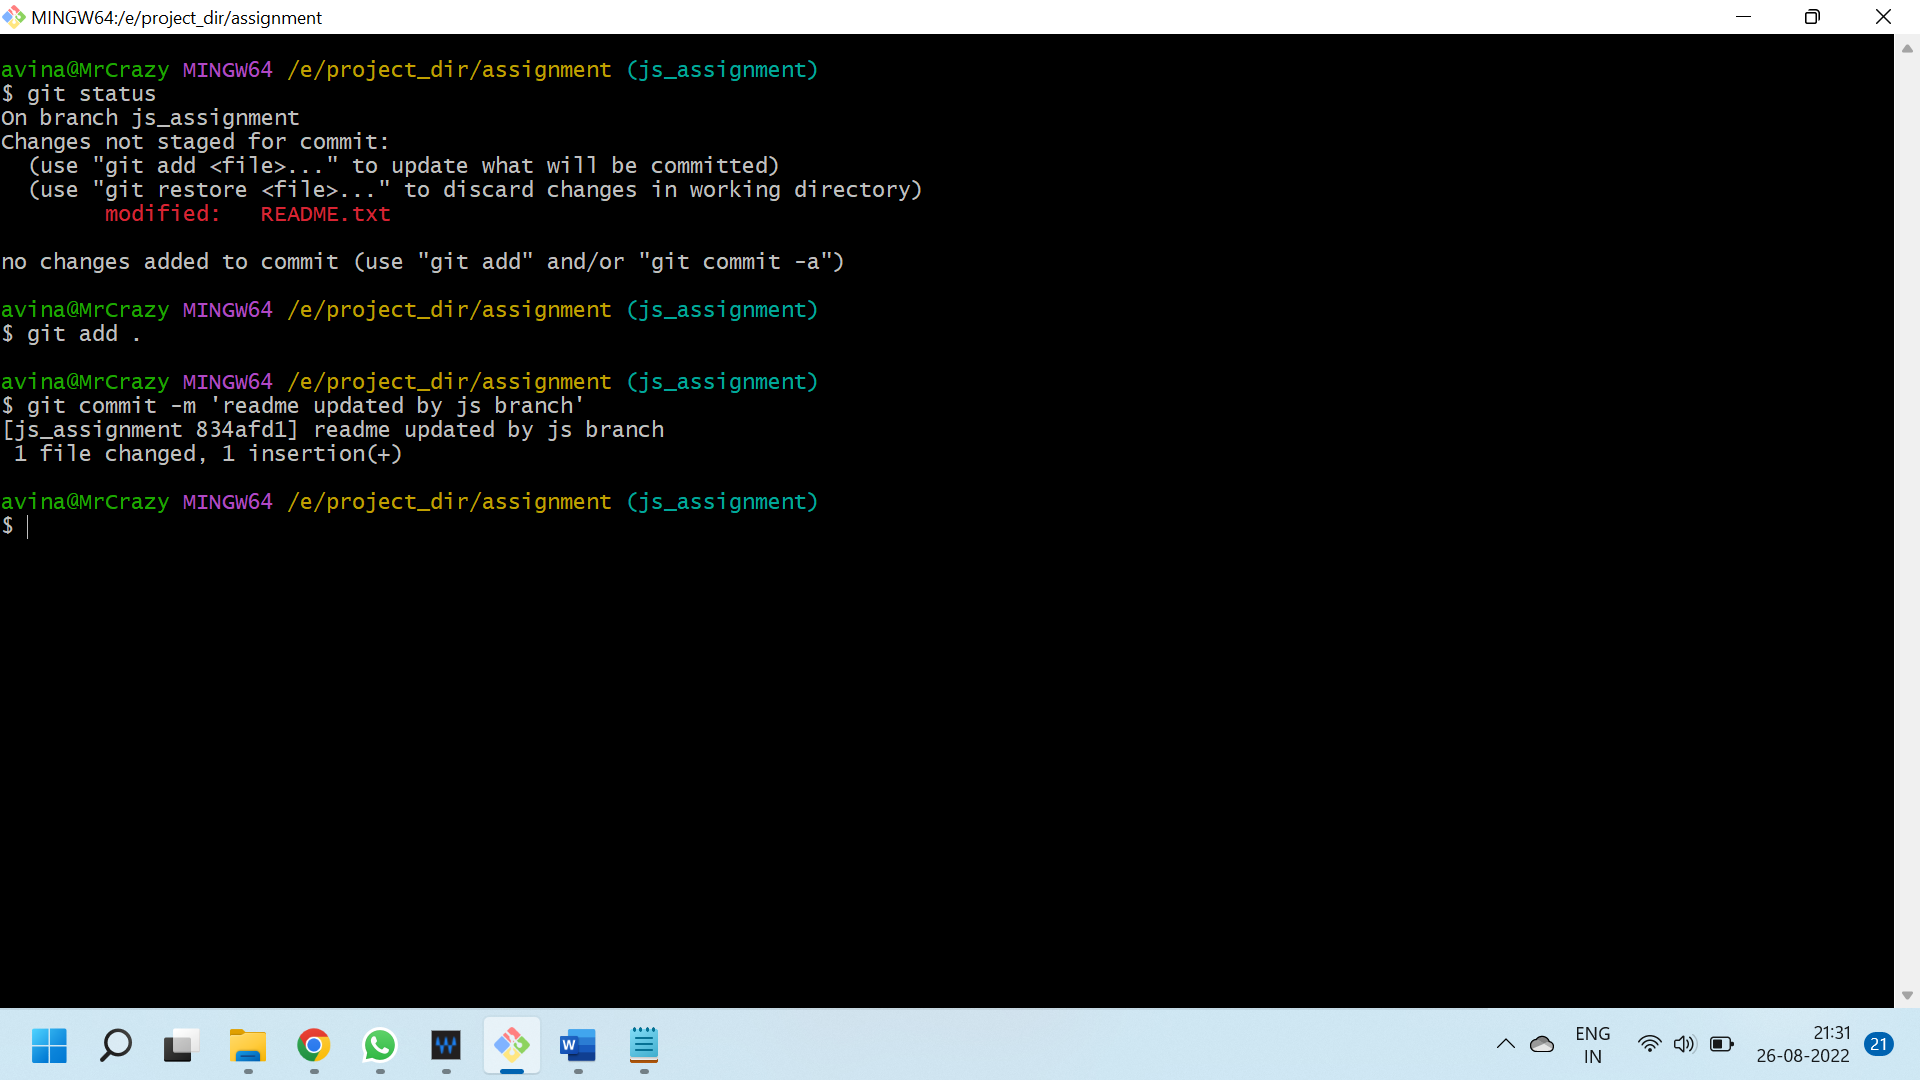 MINGW64:/e/project_dir/assignment
avina@MrCrazy MINGW64 /e/project_dir/assignment (js_assignment)
$ git status
On branch js_assignment
Changes not staged for commit:
  (use "git add <file>..." to update what will be committed)
  (use "git restore <file>..." to discard changes in working directory)
        modified:   README.txt
no changes added to commit (use "git add" and/or "git commit -a")
avina@MrCrazy MINGW64 /e/project_dir/assignment (js_assignment)
$ git add .
avina@MrCrazy MINGW64 /e/project_dir/assignment (js_assignment)
$ git commit -m 'readme updated by js branch'
[js_assignment 834afd1] readme updated by js branch
 1 file changed, 1 insertion(+)
avina@MrCrazy MINGW64 /e/project_dir/assignment (js_assignment)
$
W
ENG
IN
21:31
26-08-2022
21